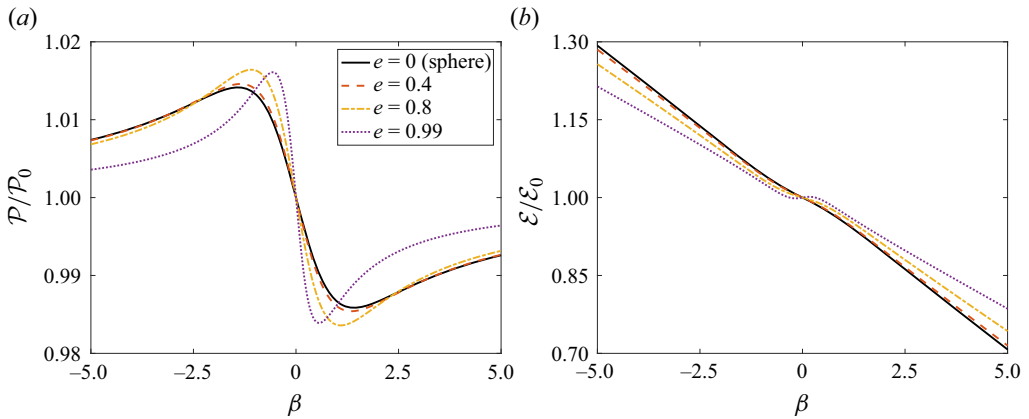 (a)
1.02
1.01
1.00
0.99
0.98
P/P0
−5.0 −2.5 0 2.5 5.0
β
e = 0 (sphere)
e = 0.4
e = 0.8
e = 0.99
(b)
1.30
1.15
1.00
0.85
0.70
ℰ/ℰ0
−5.0 −2.5 0 2.5 5.0
β